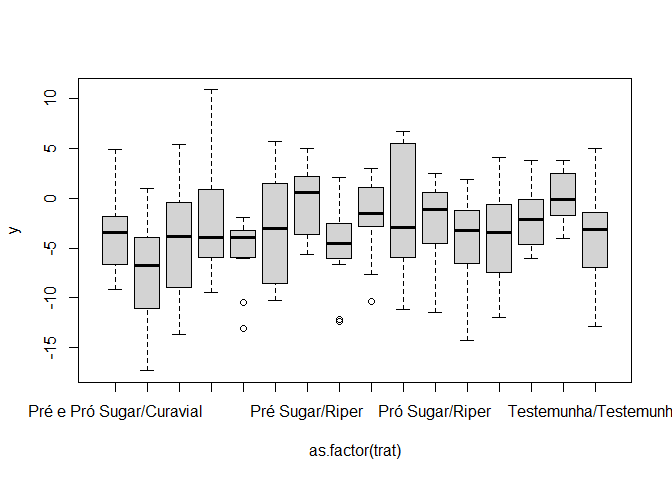 10
5
0
-5
-10
-15
y
Pré e Pró Sugar/Curavial Pré Sugar/Riper Pró Sugar/Riper Testemunha/Testemunh
as.factor(trat)